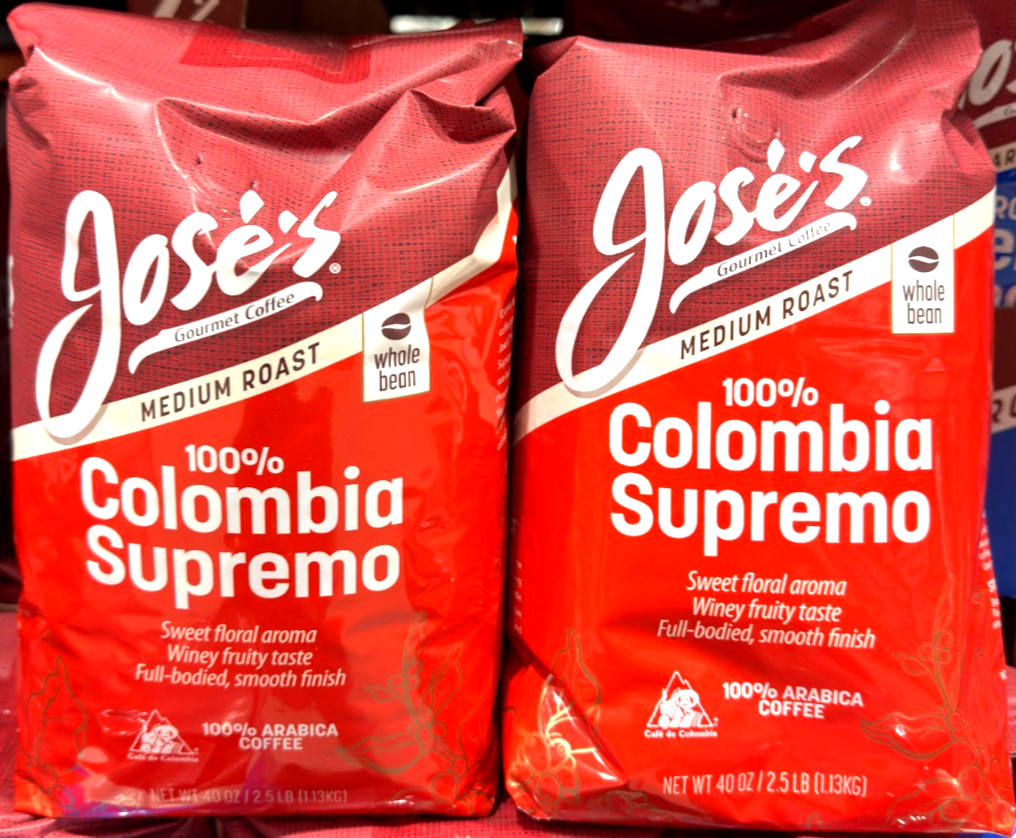 José's®
Gourmet Coffee
MEDIUM ROAST
whole
bean
100%
Colombia
Supremo
Sweet floral aroma
Winey fruity taste
Full-bodied, smooth finish
Café de Colombia
100% ARABICA
COFFEE
NET WT 40 OZ / 2.5 LB (1.13KG)
José's®
Gourmet Coffee
MEDIUM ROAST
whole
bean
100%
Colombia
Supremo
Sweet floral aroma
Winey fruity taste
Full-bodied, smooth finish
Café de Colombia
100% ARABICA
COFFEE
NET WT 40 OZ / 2.5 LB (1.13KG)